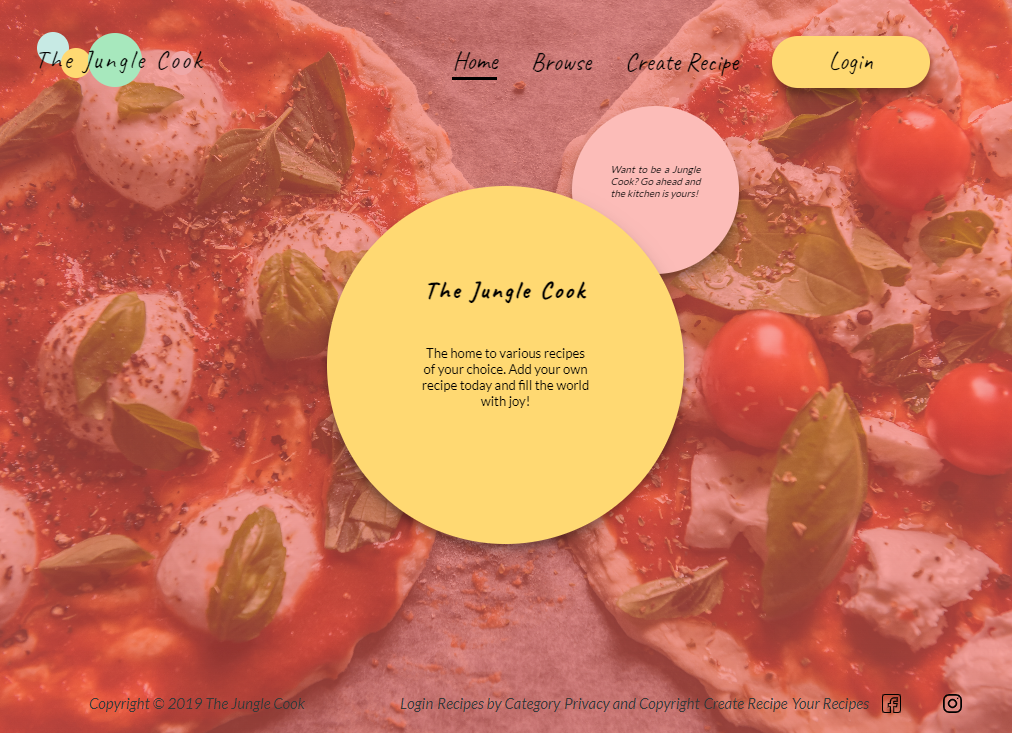 The Jungle Cook
Home Browse Create Recipe Login
Want to be a Jungle
Cook? Go ahead and
the kitchen is yours!
The Jungle Cook
The home to various recipes
of your choice. Add your own
recipe today and fill the world
with joy!
Copyright © 2019 The Jungle Cook
Login Recipes by Category Privacy and Copyright Create Recipe Your Recipes